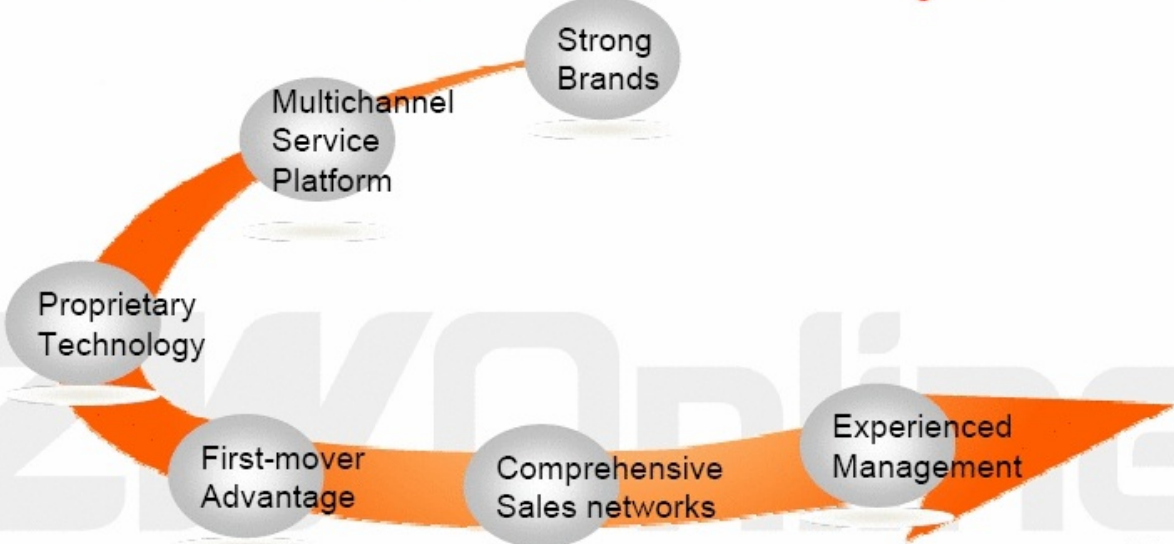 Strong
Brands
Multichannel
Service
Platform
Proprietary
Technology
First-mover
Advantage
Comprehensive
Sales networks
Experienced
Management